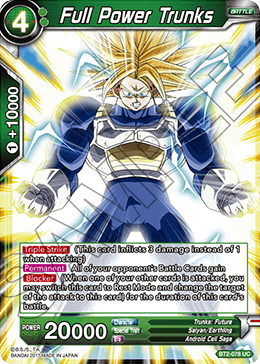 4
Full Power Trunks
BATTLE
1 +10000
Triple Strike (This card inflicts 3 damage instead of 1
when attacking)
Permanent All of your opponent's Battle Cards gain
Blocker (When one of your other cards is attacked, you
may switch this card to Rest Mode and change the
target of the attack to this card) for the duration of this card's
battle.
POWER
20000
Character Trunks: Future
Special Trait Saiyan/Earthling
Era Android Cell Saga
©B.S./S., T.A.
BANDAI 2017 MADE IN JAPAN
BT2-078 UC